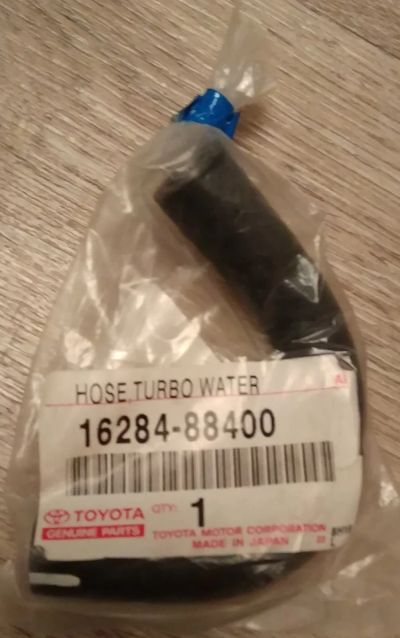 HOSE,TURBO WATER
16284-88400
TOYOTA
GENUINE PARTS
QTY: 1
TOYOTA MOTOR CORPORATION
MADE IN JAPAN